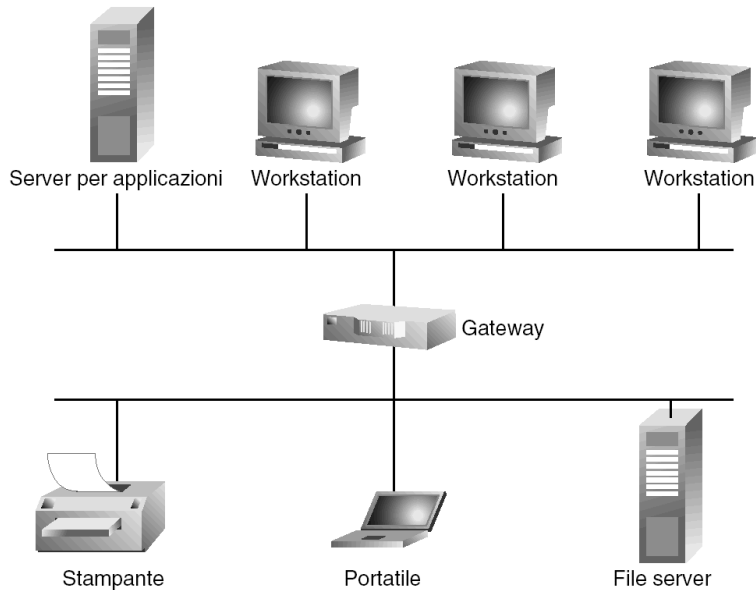 Server per applicazioni
Workstation
Workstation
Workstation
Gateway
Stampante
Portatile
File server